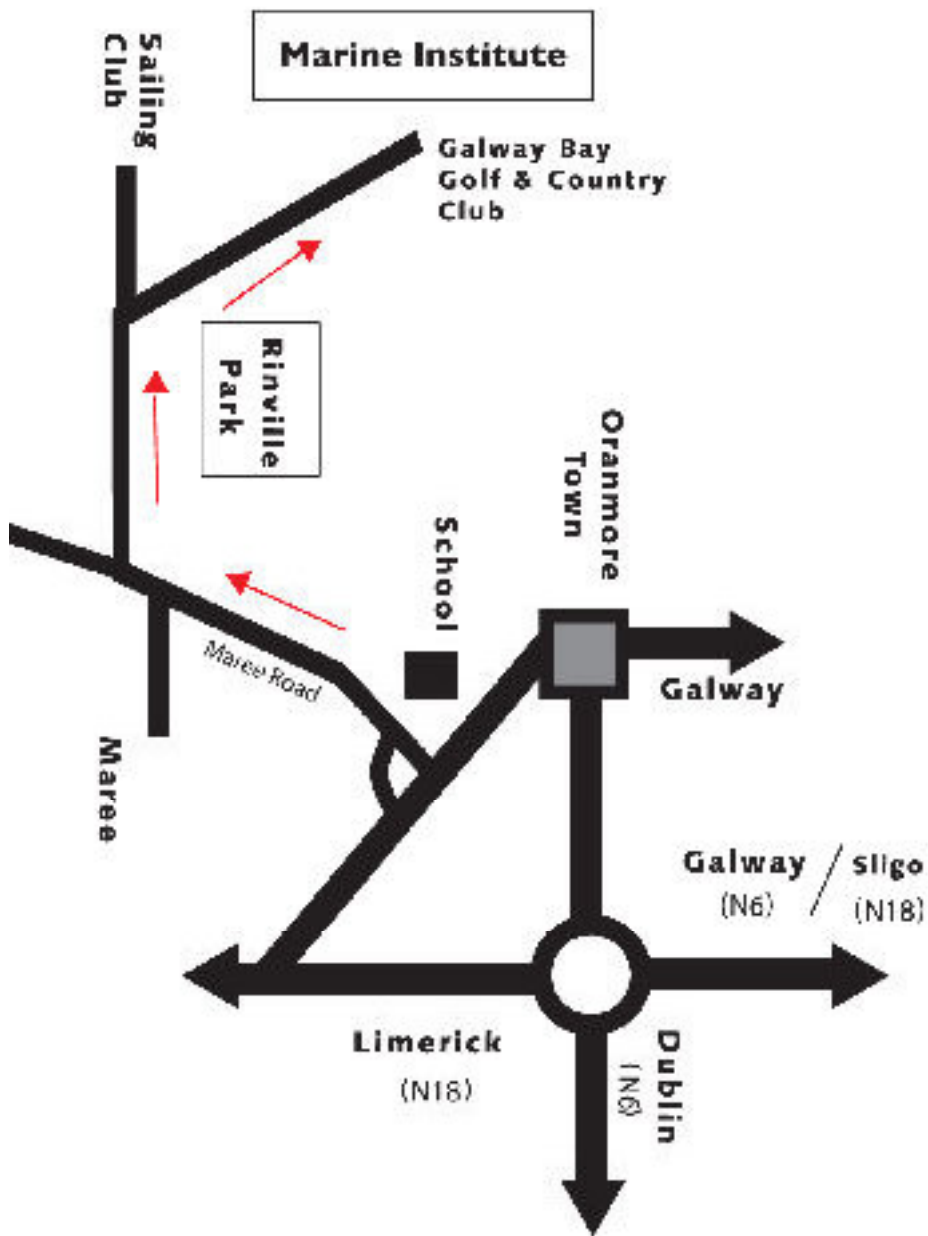 Marine Institute
Sailing
Club
Galway Bay
Golf & Country
Club
Rinville
Park
Oranmore
Town
School
Maree Road
Galway
Maree
Galway
(N6)
/
Sligo
(N18)
Limerick
(N18)
Dublin
(N6)